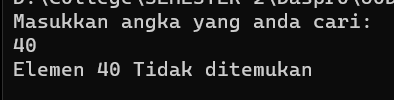 Masukkan angka yang anda cari:
40
Elemen 40 Tidak ditemukan